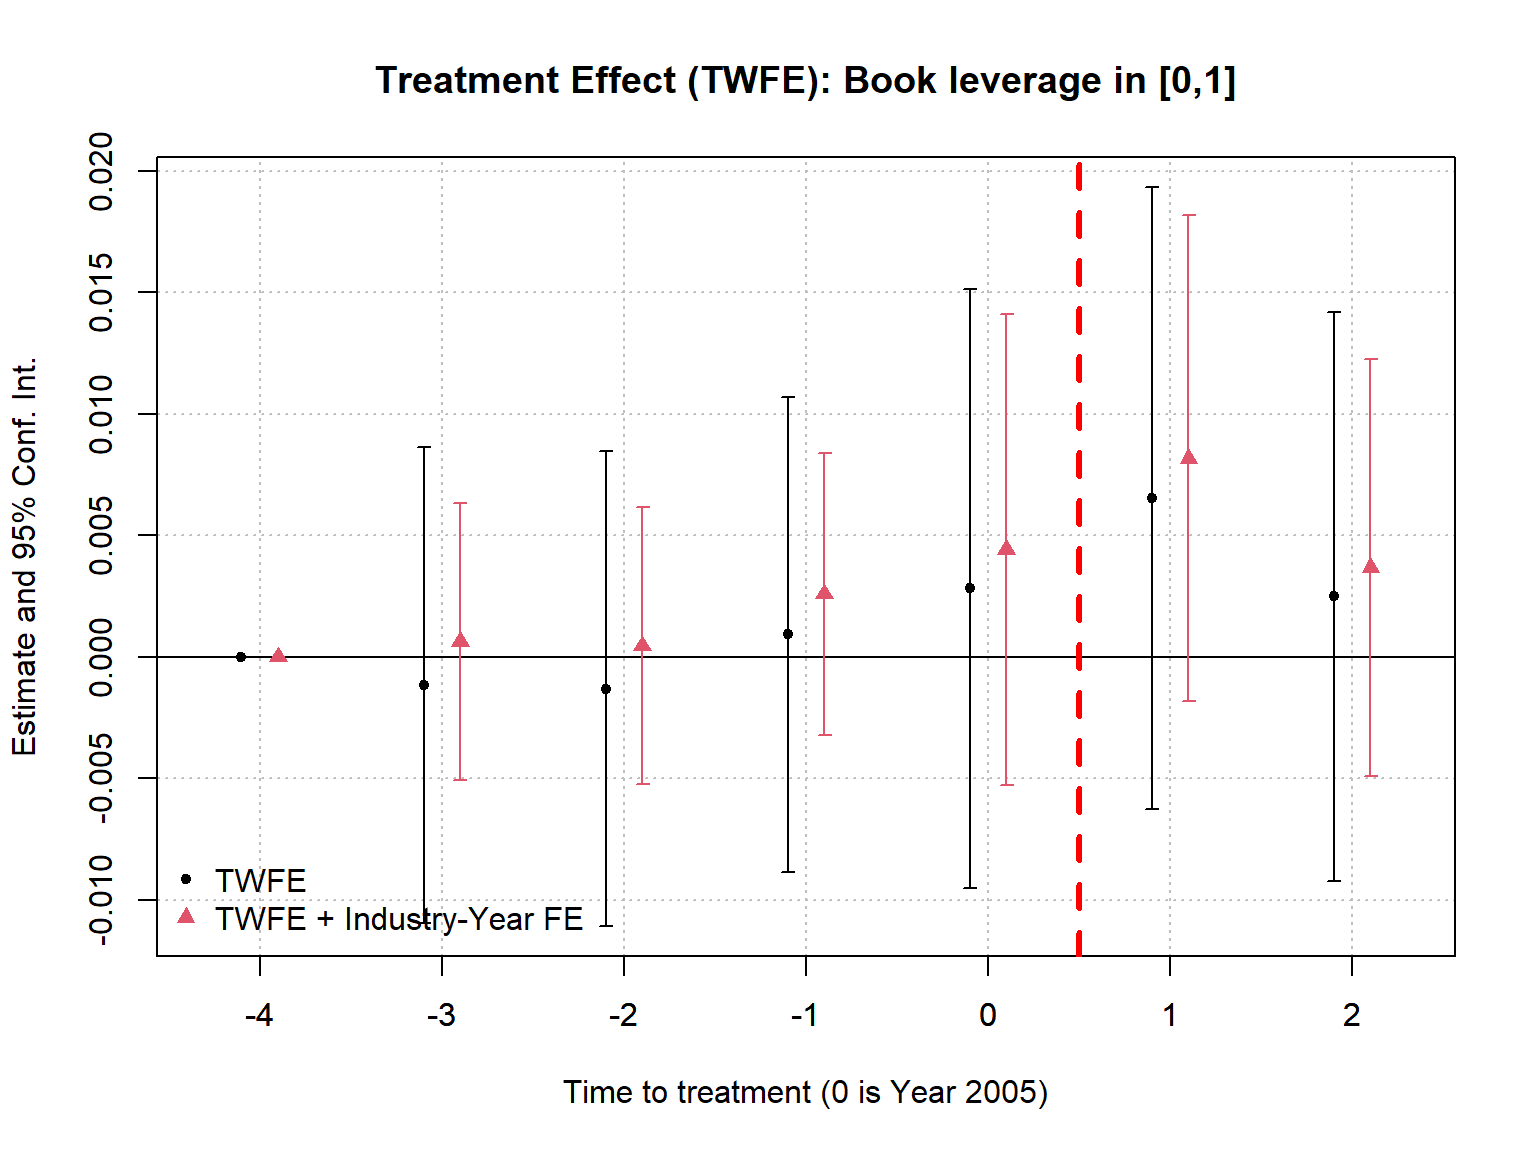 Treatment Effect (TWFE): Book leverage in [0,1]
Estimate and 95% Conf. Int.
0.020
0.015
0.010
0.005
0.000
-0.005
-0.010
TWFE
TWFE + Industry-Year FE
-4 -3 -2 -1 0 1 2
Time to treatment (0 is Year 2005)